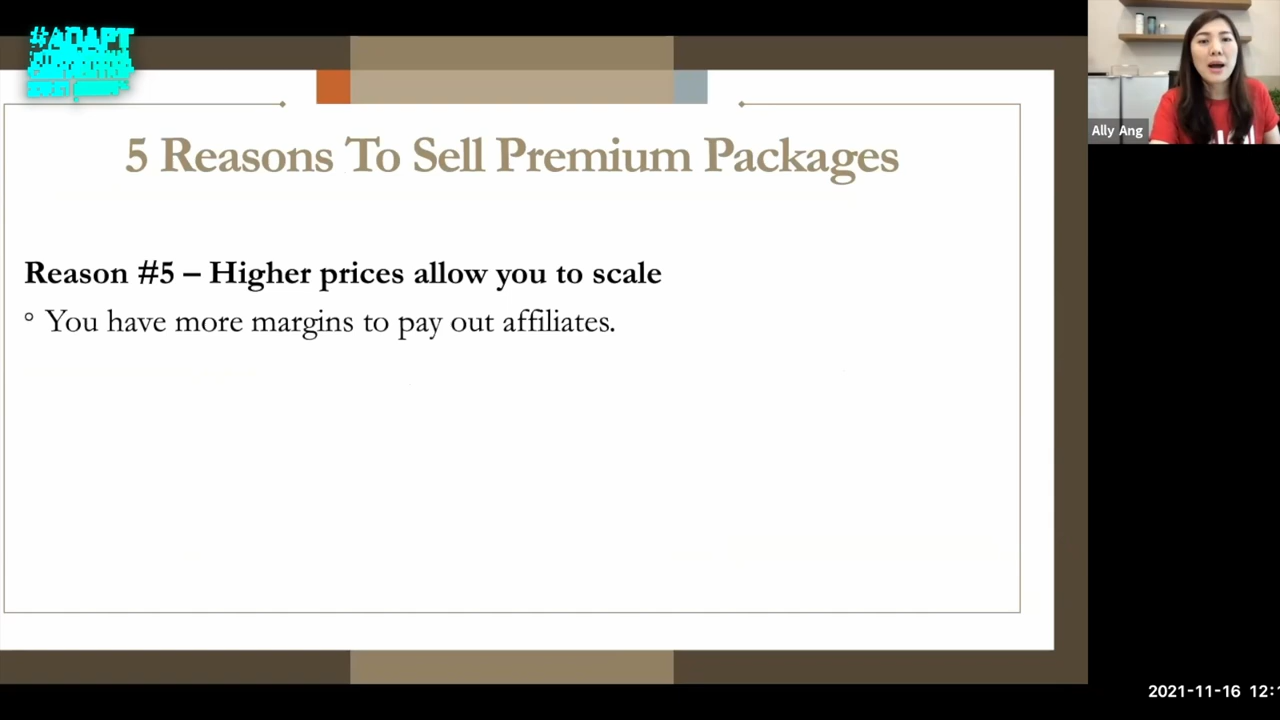 #ADAPT
5 Reasons To Sell Premium Packages
Reason #5 – Higher prices allow you to scale
° You have more margins to pay out affiliates.
Ally Ang
2021-11-16 12: